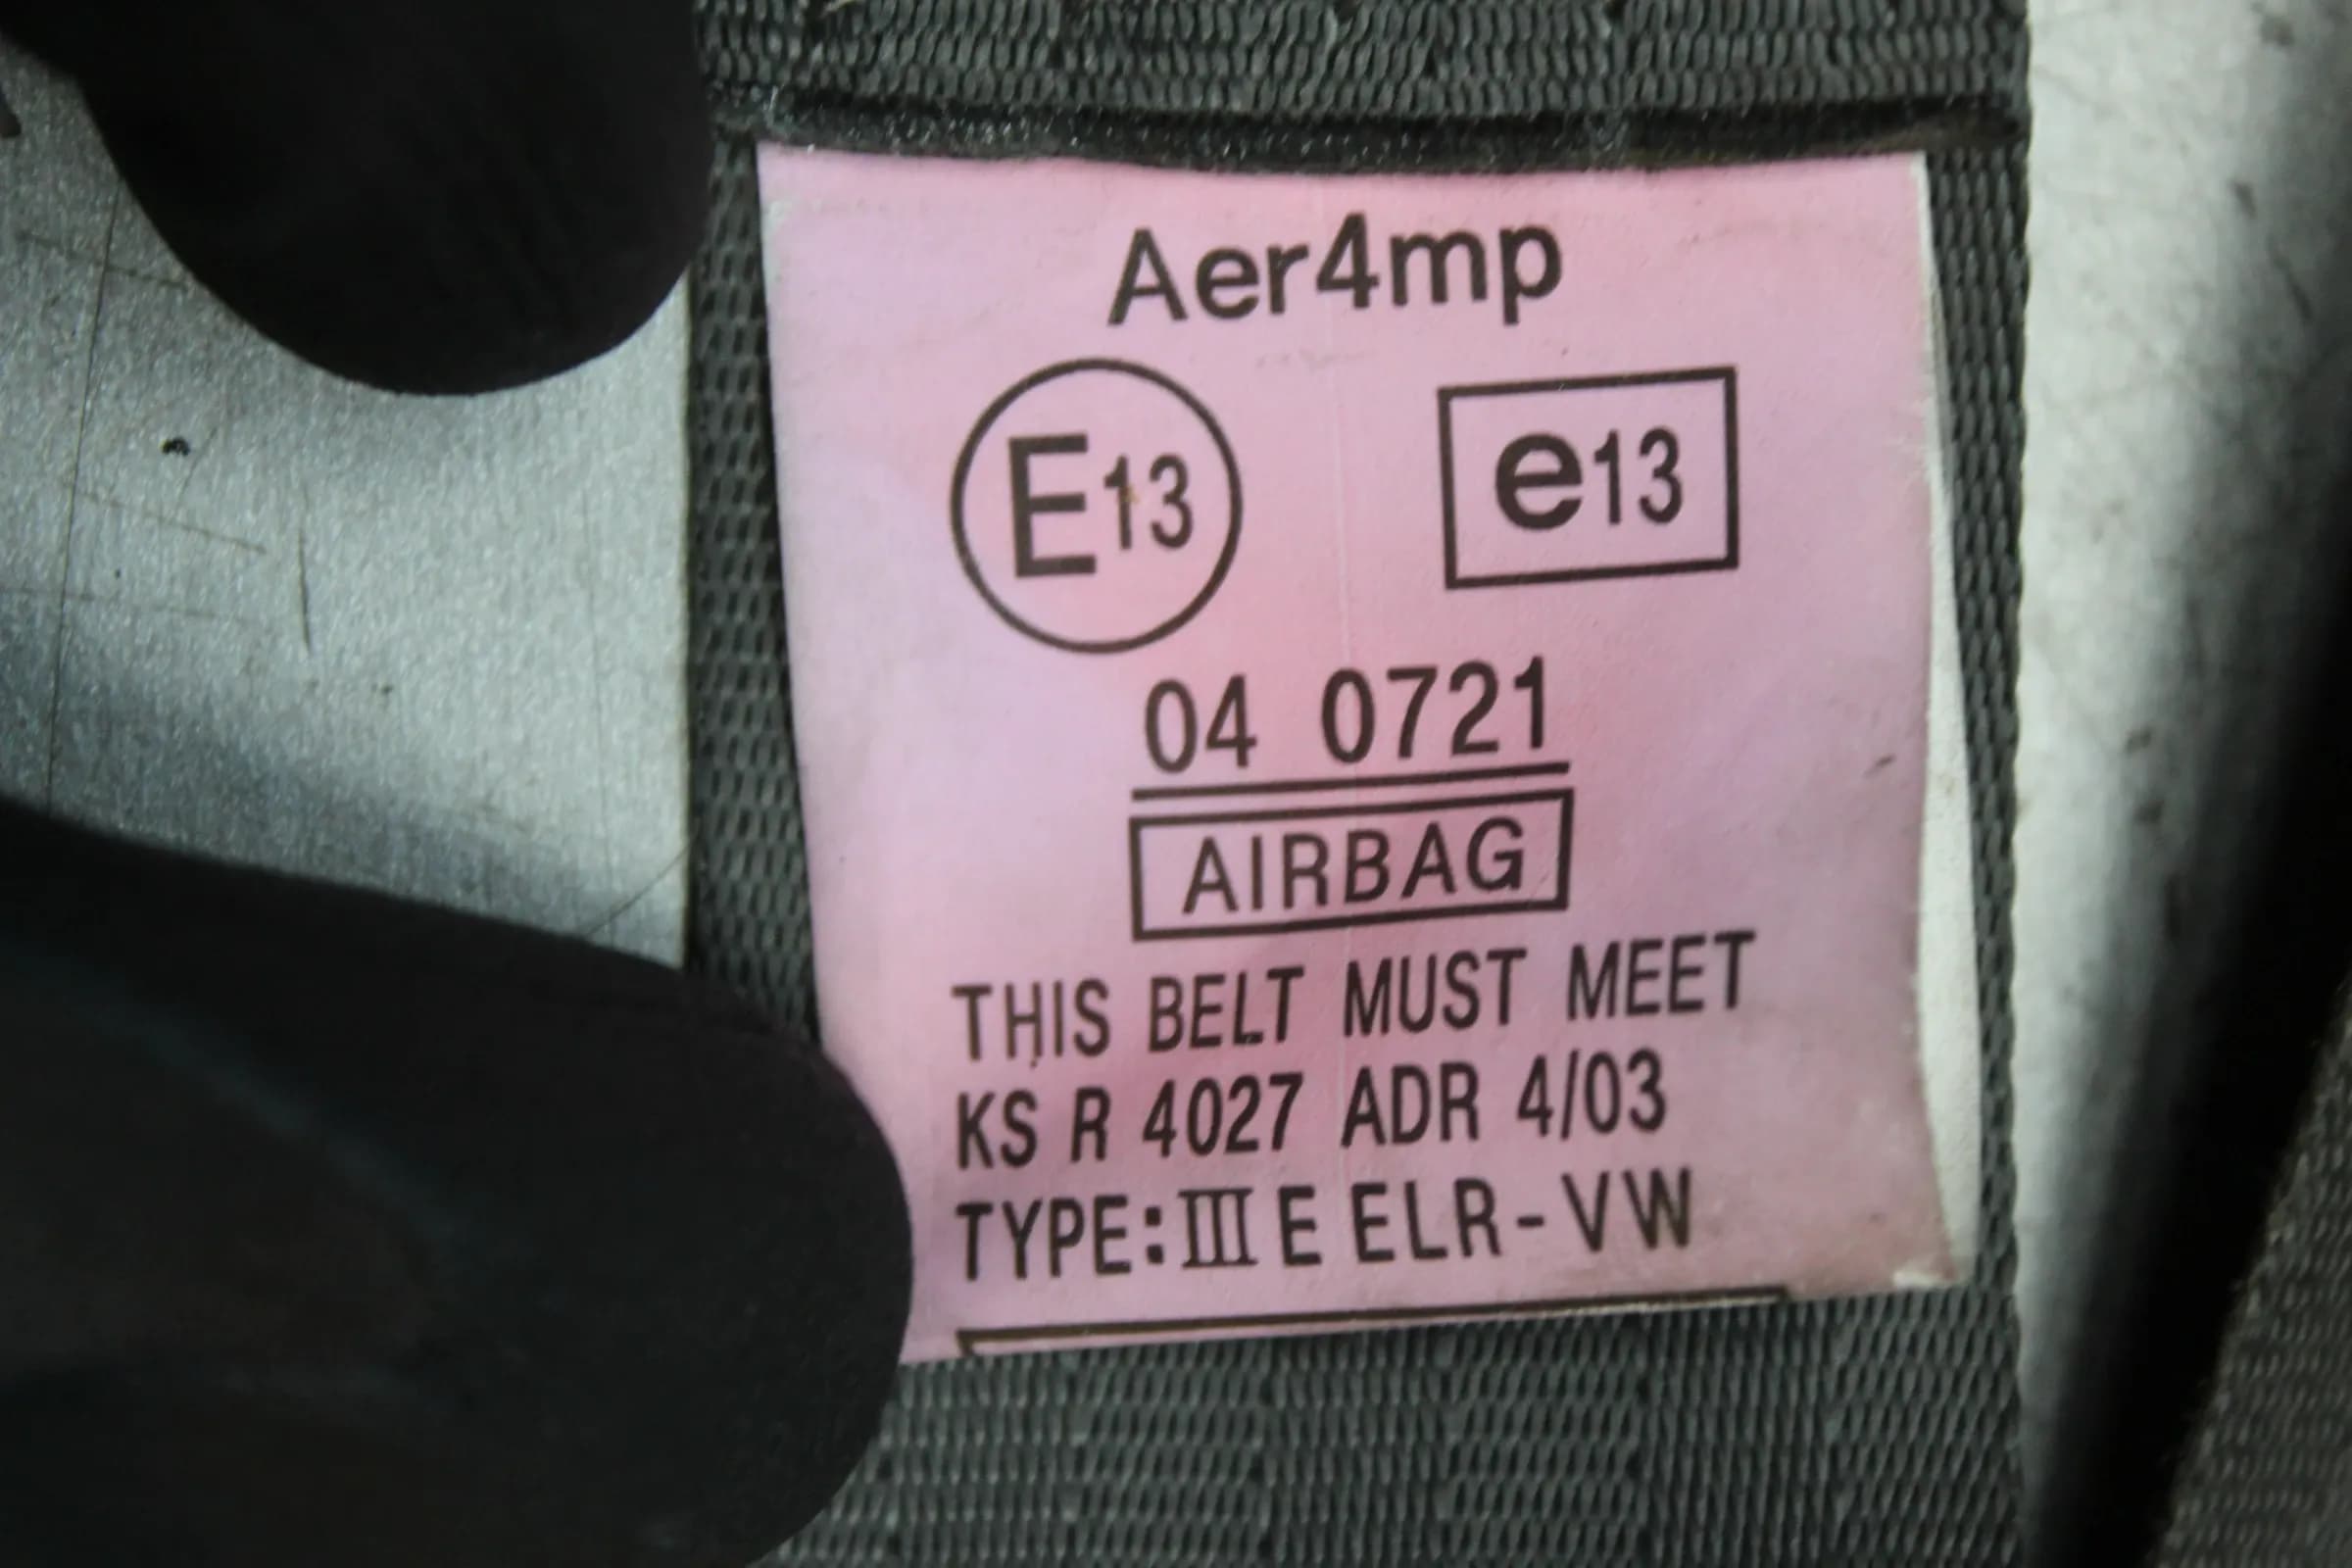 Aer4mp
E13 e13
04 0721
AIRBAG
THIS BELT MUST MEET
KS R 4027 ADR 4/03
TYPE:III E ELR-VW